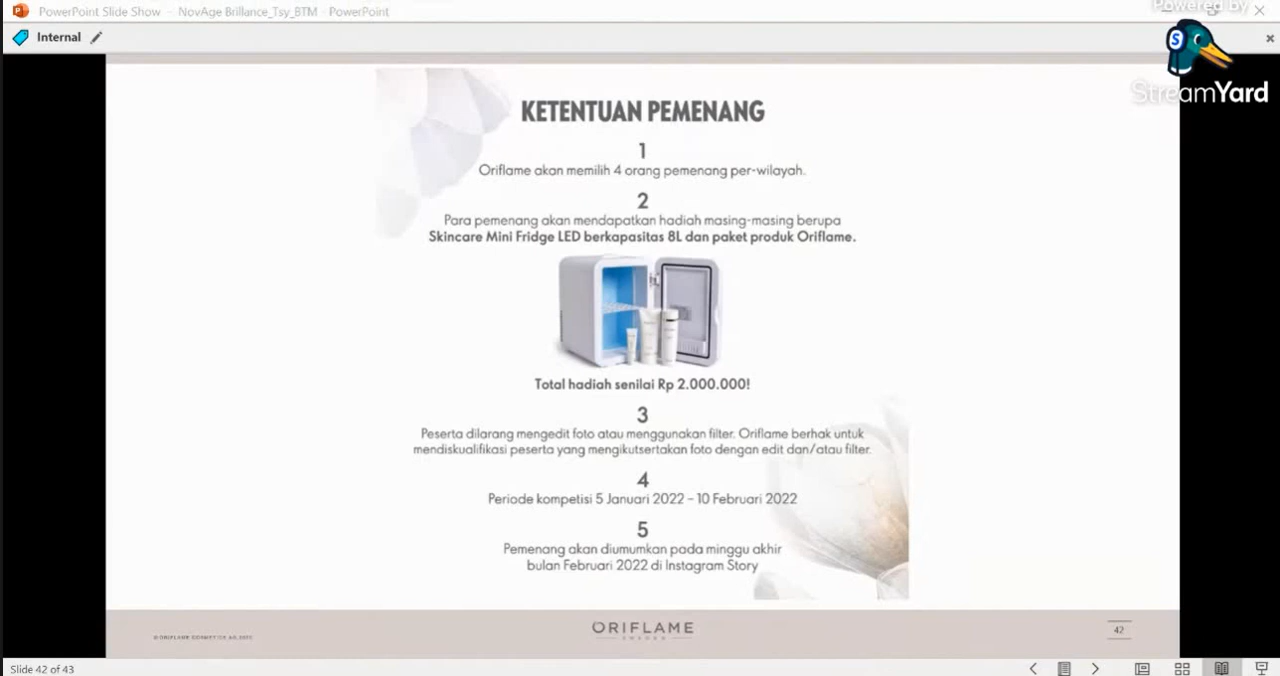 PowerPoint Slide Show - NovAge Brillance_Tsy_BTM - PowerPoint
Powered by
Internal
StreamYard
KETENTUAN PEMENANG
1
Oriflame akan memilih 4 orang pemenang per-wilayah.
2
Para pemenang akan mendapatkan hadiah masing-masing berupa
Skincare Mini Fridge LED berkapasitas 8L dan paket produk Oriflame.
Total hadiah senilai Rp 2.000.000!
3
Peserta dilarang mengedit foto atau menggunakan filter. Oriflame berhak untuk
mendiskualifikasi peserta yang mengikutsertakan foto dengan edit dan/atau filter.
4
Periode kompetisi 5 Januari 2022 – 10 Februari 2022
5
Pemenang akan diumumkan pada minggu akhir
bulan Februari 2022 di Instagram Story
ORIFLAME
SWEDEN
42
Slide 42 of 43